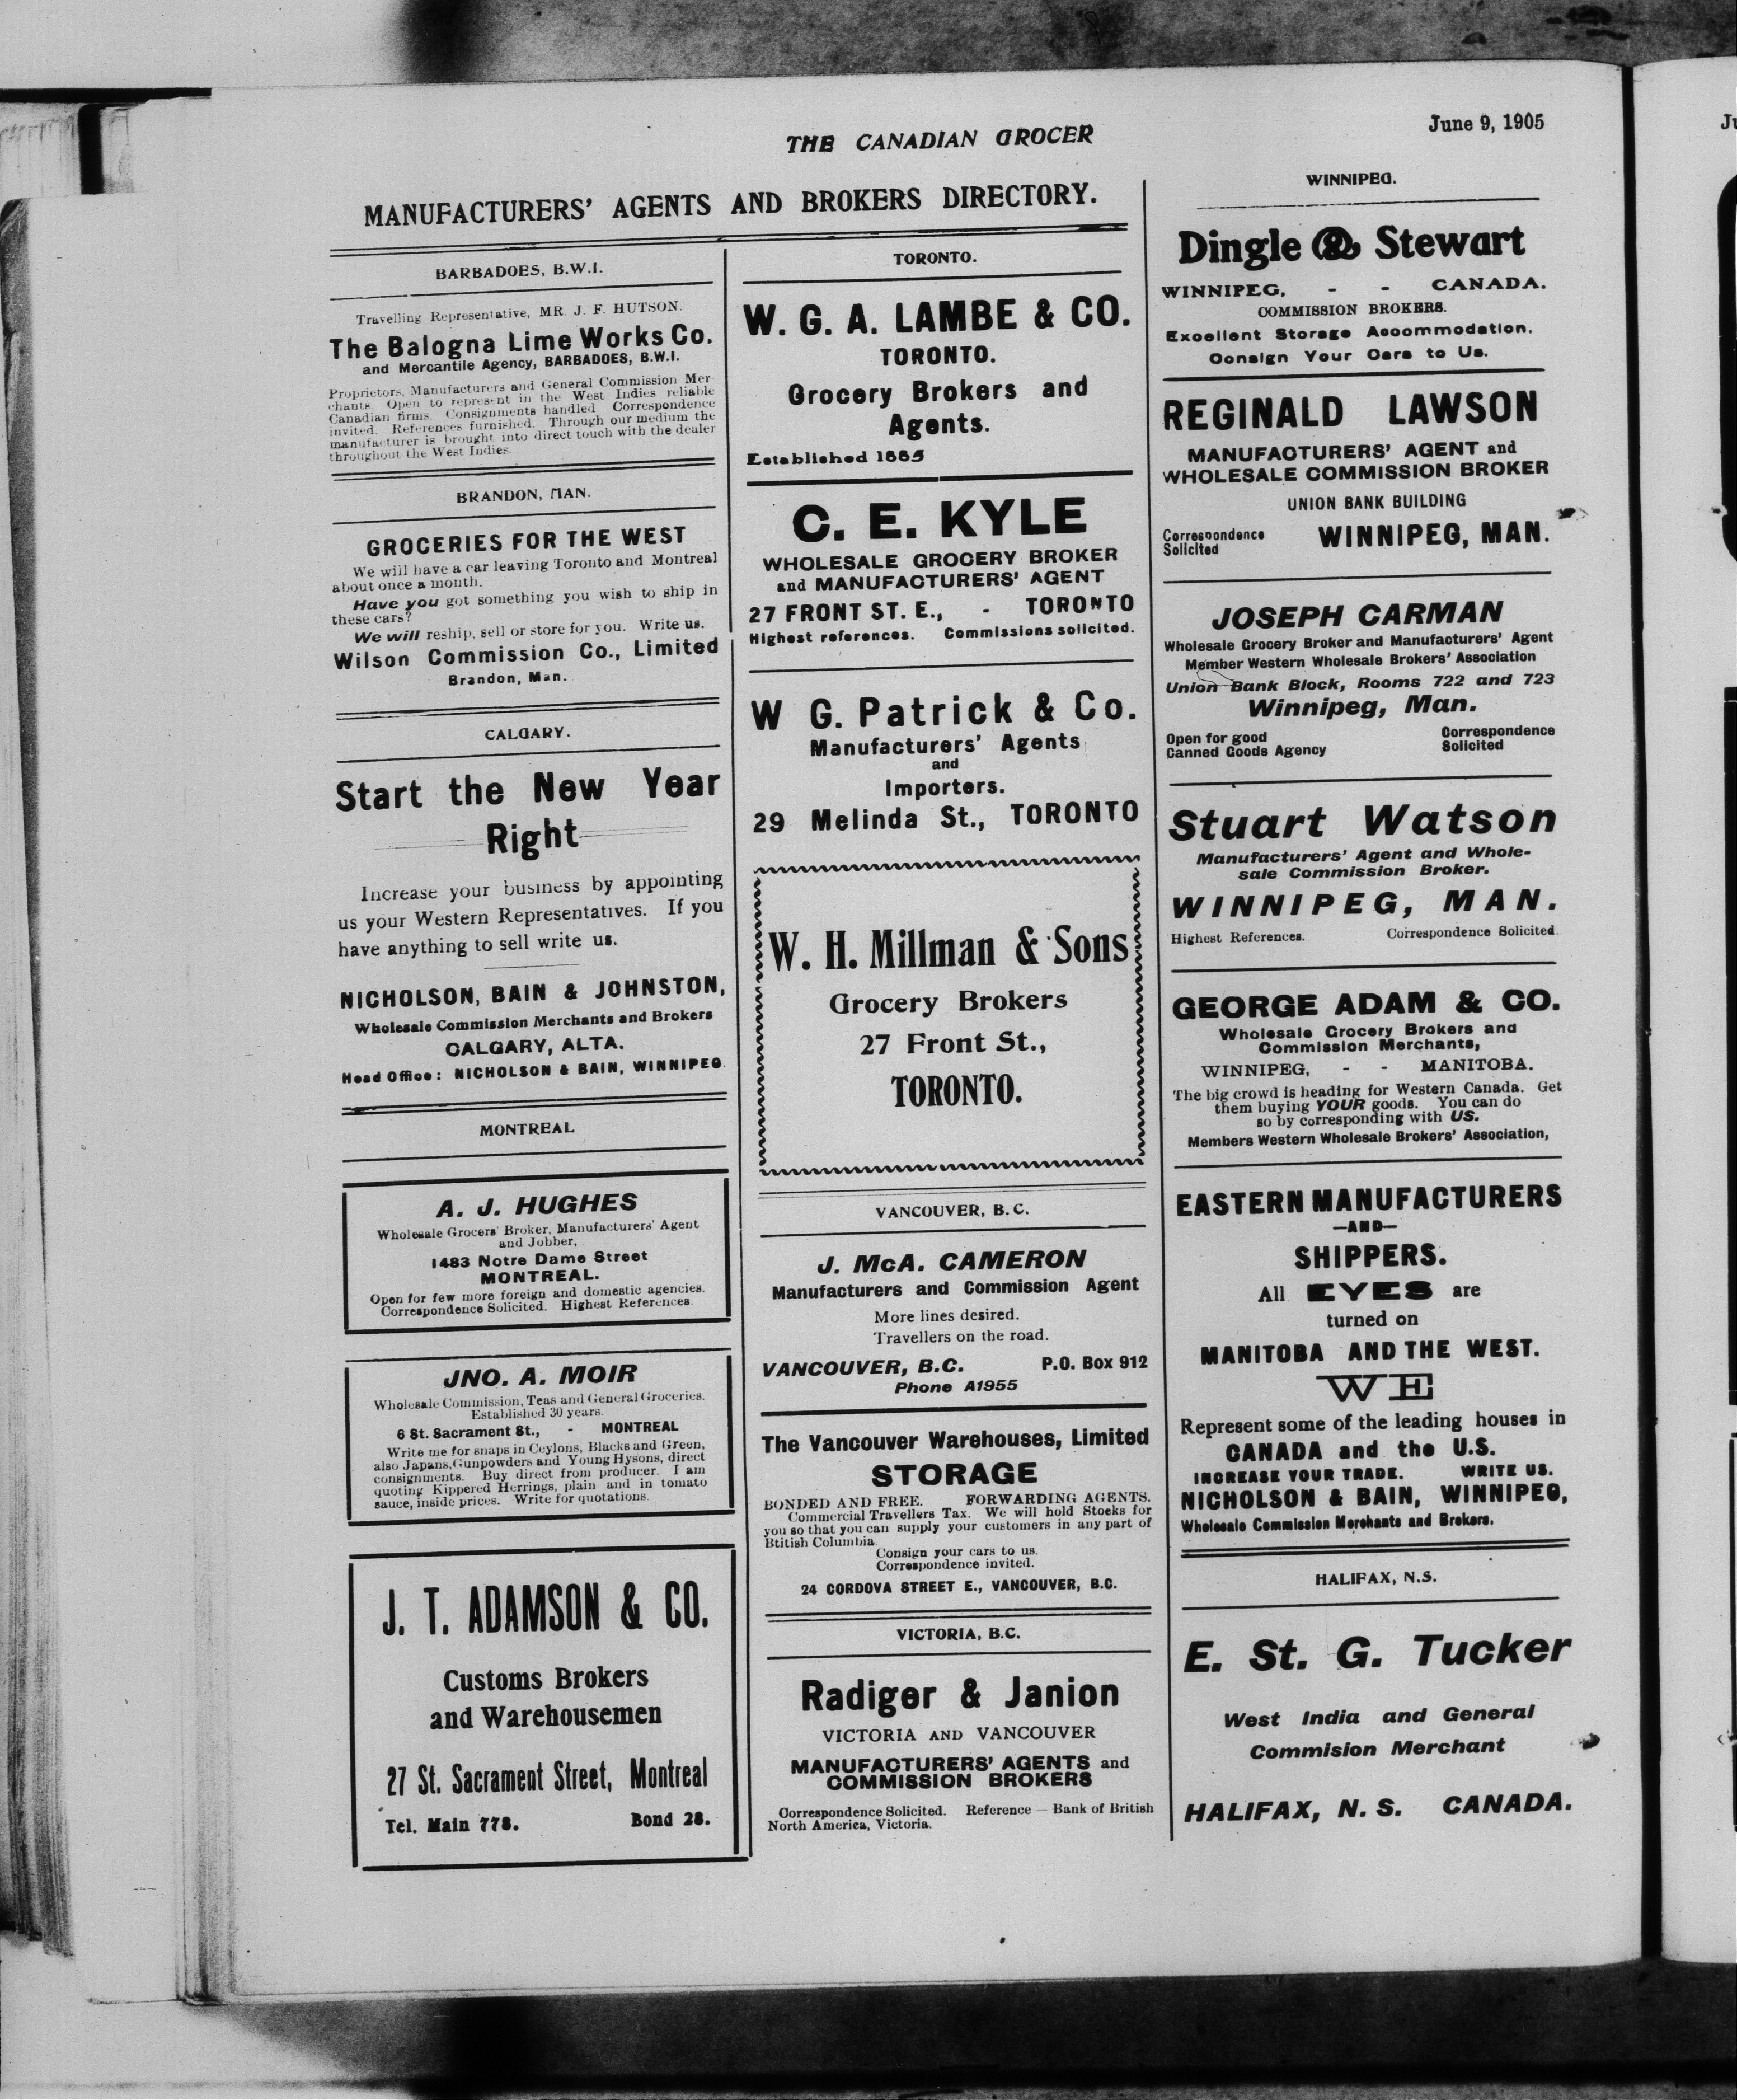 THE CANADIAN GROCER
June 9, 1905
MANUFACTURERS' AGENTS AND BROKERS DIRECTORY.
BARBADOES, B.W.I.
Travelling Representative, MR. J. F. HUTSON.
The Balogna Lime Works Co.
and Mercantile Agency, BARBADOES, B.W.I.
Proprietors, Manufacturers and General Commission Mer-
chants. Open to represent in the West Indies reliable
Canadian firms. Consignments handled. Correspondence
invited. References furnished. Through our medium the
manufacturer is brought into direct touch with the dealer
throughout the West Indies.
BRANDON, MAN.
GROCERIES FOR THE WEST
We will have a car leaving Toronto and Montreal
about once a month.
Have you got something you wish to ship in
these cars?
We will reship, sell or store for you. Write us.
Wilson Commission Co., Limited
Brandon, Man.
CALGARY.
Start the New Year
Right
Increase your business by appointing
us your Western Representatives. If you
have anything to sell write us.
NICHOLSON, BAIN & JOHNSTON,
Wholesale Commission Merchants and Brokers
CALGARY, ALTA.
Head Office: NICHOLSON & BAIN, WINNIPEG.
MONTREAL
A. J. HUGHES
Wholesale Grocers' Broker, Manufacturers' Agent
and Jobber,
1483 Notre Dame Street
MONTREAL.
Open for few more foreign and domestic agencies.
Correspondence Solicited. Highest References.
JNO. A. MOIR
Wholesale Commission, Teas and General Groceries.
Established 30 years.
6 St. Sacrament St., - MONTREAL
Write me for snaps in Ceylons, Blacks and Green,
also Japans, Gunpowders and Young Hysons, direct
consignments. Buy direct from producer. I am
quoting Kippered Herrings, plain and in tomato
sauce, inside prices. Write for quotations.
J. T. ADAMSON & CO.
Customs Brokers
and Warehousemen
27 St. Sacrament Street, Montreal
Tel. Main 778. Bond 28.
TORONTO.
W. G. A. LAMBE & CO.
TORONTO.
Grocery Brokers and
Agents.
Established 1885
C. E. KYLE
WHOLESALE GROCERY BROKER
and MANUFACTURERS' AGENT
27 FRONT ST. E., - TORONTO
Highest references. Commissions solicited.
W G. Patrick & Co.
Manufacturers' Agents
and
Importers.
29 Melinda St., TORONTO
W. H. Millman & Sons
Grocery Brokers
27 Front St.,
TORONTO.
VANCOUVER, B.C.
J. McA. CAMERON
Manufacturers and Commission Agent
More lines desired.
Travellers on the road.
VANCOUVER, B.C. P.O. Box 912
Phone A1955
The Vancouver Warehouses, Limited
STORAGE
BONDED AND FREE. FORWARDING AGENTS.
Commercial Travellers Tax. We will hold Stocks for
you so that you can supply your customers in any part of
Btitish Columbia.
Consign your cars to us.
Correspondence invited.
24 CORDOVA STREET E., VANCOUVER, B.C.
VICTORIA, B.C.
Radiger & Janion
VICTORIA AND VANCOUVER
MANUFACTURERS' AGENTS and
COMMISSION BROKERS
Correspondence Solicited. Reference — Bank of British
North America, Victoria.
WINNIPEG.
Dingle & Stewart
WINNIPEG, - - CANADA.
COMMISSION BROKERS.
Excellent Storage Accommodation.
Consign Your Cars to Us.
REGINALD LAWSON
MANUFACTURERS' AGENT and
WHOLESALE COMMISSION BROKER
UNION BANK BUILDING
Correspondence
Solicited WINNIPEG, MAN.
JOSEPH CARMAN
Wholesale Grocery Broker and Manufacturers' Agent
Member Western Wholesale Brokers' Association
Union Bank Block, Rooms 722 and 723
Winnipeg, Man.
Open for good Correspondence
Canned Goods Agency Solicited
Stuart Watson
Manufacturers' Agent and Whole-
sale Commission Broker.
WINNIPEG, MAN.
Highest References. Correspondence Solicited.
GEORGE ADAM & CO.
Wholesale Grocery Brokers and
Commission Merchants,
WINNIPEG, - - MANITOBA.
The big crowd is heading for Western Canada. Get
them buying YOUR goods. You can do
so by corresponding with US.
Members Western Wholesale Brokers' Association,
EASTERN MANUFACTURERS
—AND—
SHIPPERS.
All EYES are
turned on
MANITOBA AND THE WEST.
WE
Represent some of the leading houses in
CANADA and the U.S.
INCREASE YOUR TRADE. WRITE US.
NICHOLSON & BAIN, WINNIPEG,
Wholesale Commission Merchants and Brokers.
HALIFAX, N.S.
E. St. G. Tucker
West India and General
Commision Merchant
HALIFAX, N. S. CANADA.